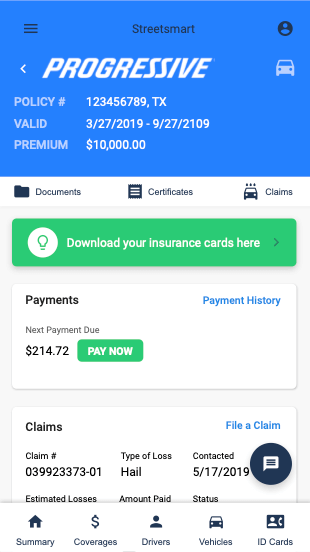 Streetsmart
PROGRESSIVE
POLICY # 123456789, TX
VALID 3/27/2019 - 9/27/2109
PREMIUM $10,000.00
Documents Certificates Claims
Download your insurance cards here
Payments Payment History
Next Payment Due
$214.72 PAY NOW
Claims File a Claim
Claim # Type of Loss Contacted
039923373-01 Hail 5/17/2019
Estimated Losses Amount Paid Status
Summary Coverages Drivers Vehicles ID Cards